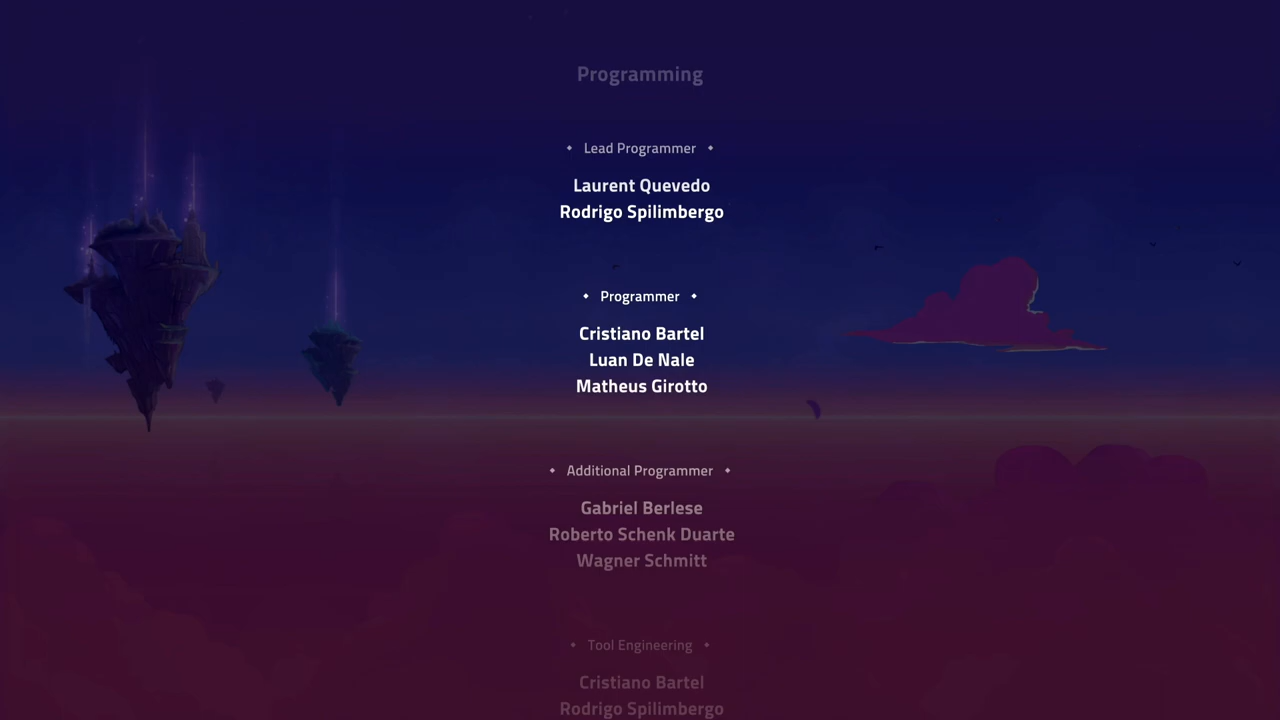 Programming
Lead Programmer
Laurent Quevedo
Rodrigo Spilimbergo
Programmer
Cristiano Bartel
Luan De Nale
Matheus Girotto
Additional Programmer
Gabriel Berlese
Roberto Schenk Duarte
Wagner Schmitt
Tool Engineering
Cristiano Bartel
Rodrigo Spilimbergo